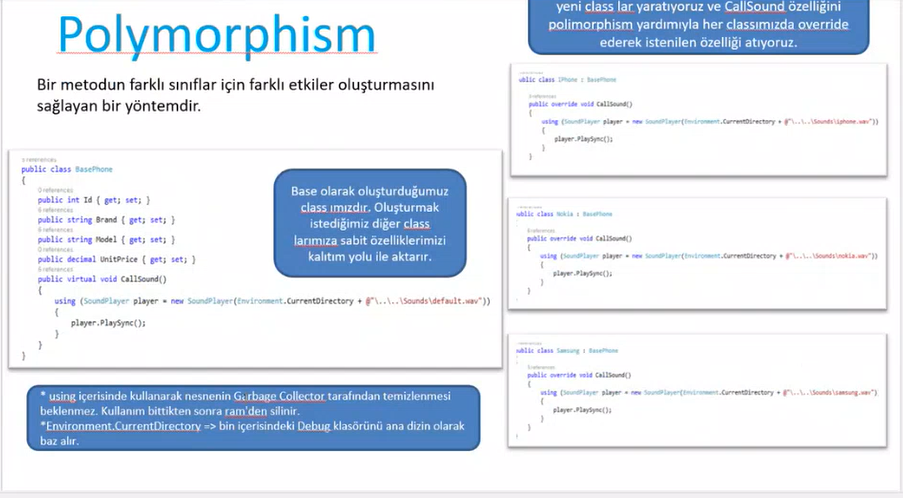 Polymorphism
Bir metodun farklı sınıflar için farklı etkiler oluşturmasını
sağlayan bir yöntemdir.
3 references
public class BasePhone
{
0 references
public int Id { get; set; }
6 references
public string Brand { get; set; }
6 references
public string Model { get; set; }
0 references
public decimal UnitPrice { get; set; }
6 references
public virtual void CallSound()
{
using (SoundPlayer player = new SoundPlayer(Environment.CurrentDirectory + @"\..\..\Sounds\default.wav"))
{
player.PlaySync();
}
}
}
Base olarak oluşturduğumuz
class ımızdır. Oluşturmak
istediğimiz diğer class
larımıza sabit özelliklerimizi
kalıtım yolu ile aktarır.
* using içerisinde kullanarak nesnenin Garbage Collector tarafından temizlenmesi
beklenmez. Kullanım bittikten sonra ram'den silinir.
*Environment.CurrentDirectory => bin içerisindeki Debug klasörünü ana dizin olarak
baz alır.
yeni class lar yaratıyoruz ve CallSound özelliğini
polimorphism yardımıyla her classımızda override
ederek istenilen özelliği atıyoruz.
ublic class IPhone : BasePhone
{
references
public override void CallSound()
{
using (SoundPlayer player = new SoundPlayer(Environment.CurrentDirectory + @"\..\..\Sounds\iphone.wav"))
{
player.PlaySync();
}
}
ublic class Nokia : BasePhone
references
public override void CallSound()
{
using (SoundPlayer player = new SoundPlayer(Environment.CurrentDirectory + @"\..\..\Sounds\nokia.wav"))
{
player.PlaySync();
}
}
ublic class Samsung : BasePhone
references
public override void CallSound()
{
using (SoundPlayer player = new SoundPlayer(Environment.CurrentDirectory + @"\..\..\Sounds\samsung.wav")
{
player.PlaySync();
}
}